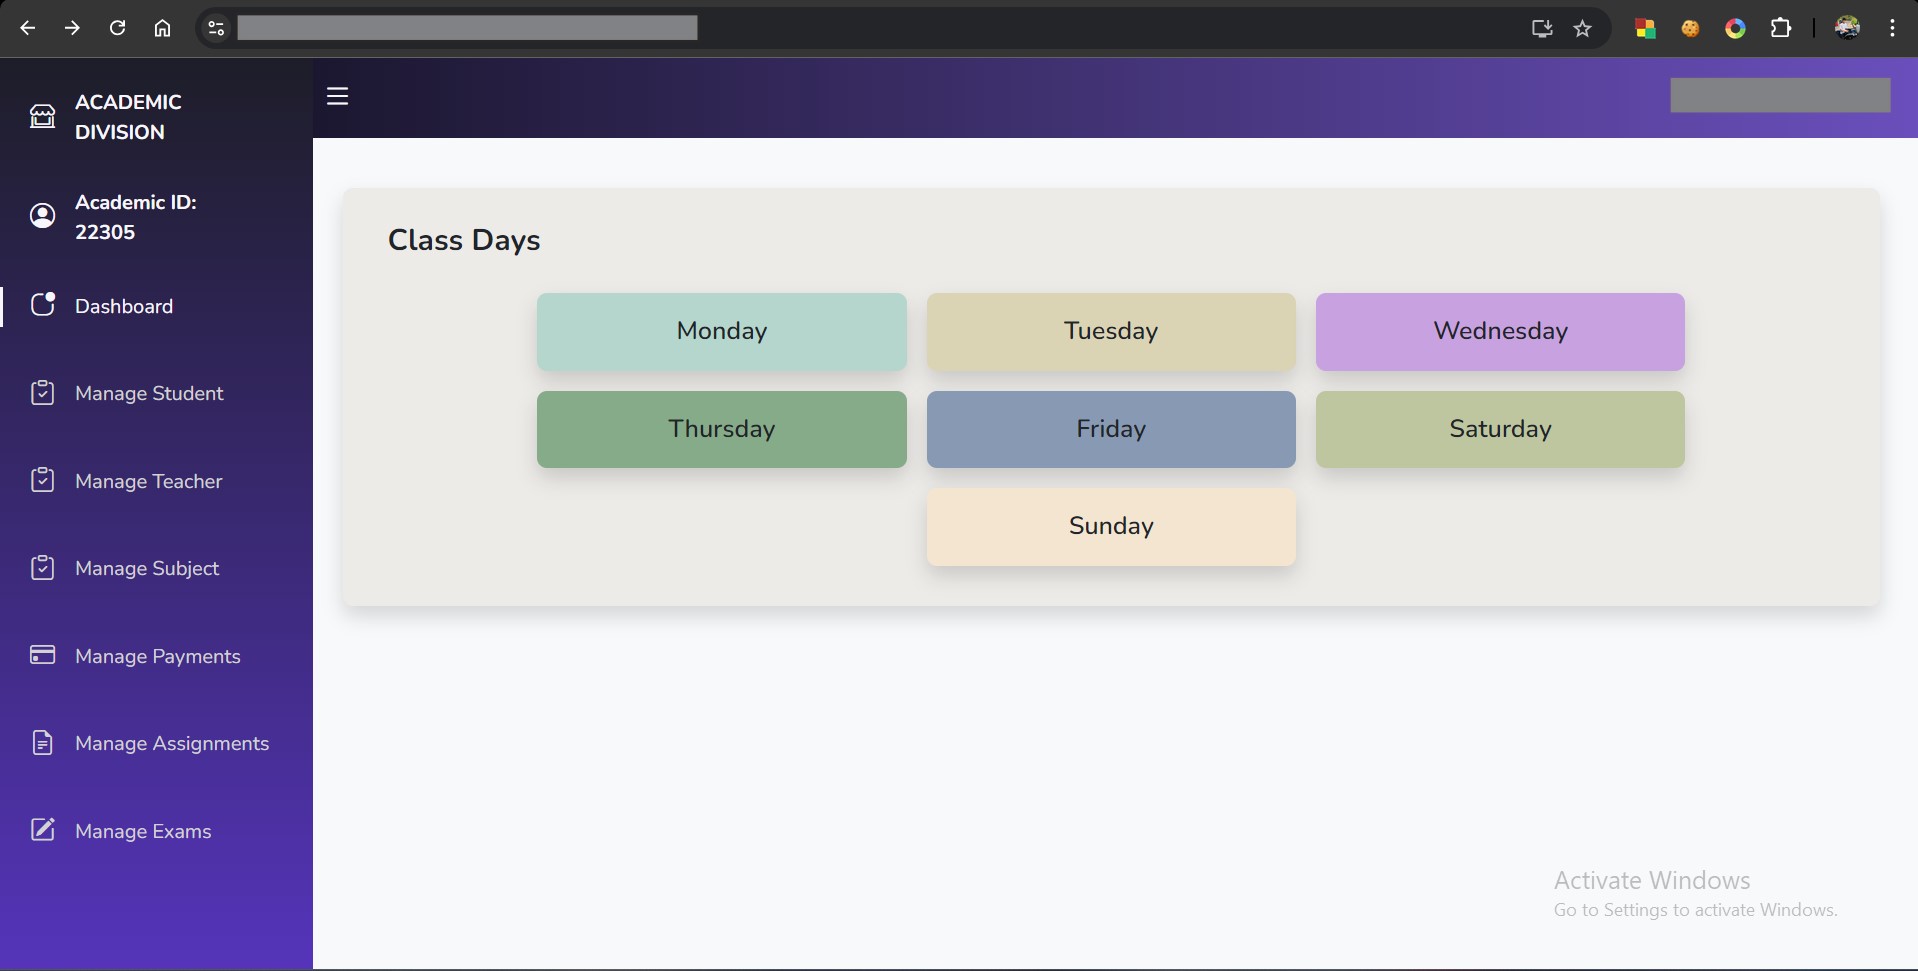 ACADEMIC
DIVISION
Academic ID:
22305
Dashboard
Manage Student
Manage Teacher
Manage Subject
Manage Payments
Manage Assignments
Manage Exams
Class Days
Monday
Tuesday
Wednesday
Thursday
Friday
Saturday
Sunday
Activate Windows
Go to Settings to activate Windows.